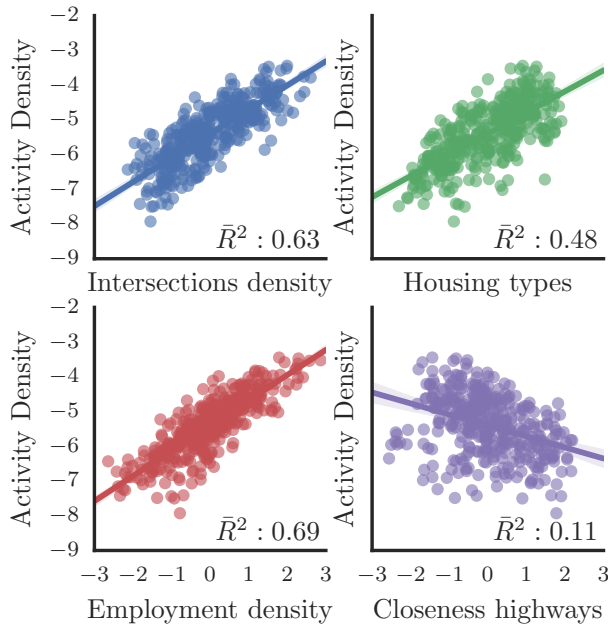 −2
−3
−4
−5
−6
−7
−8
−9
Activity Density
R̄² : 0.63
Intersections density
Activity Density
R̄² : 0.48
Housing types
−2
−3
−4
−5
−6
−7
−8
−9
Activity Density
R̄² : 0.69
−3 −2 −1 0 1 2 3
Employment density
Activity Density
R̄² : 0.11
−3 −2 −1 0 1 2 3
Closeness highways